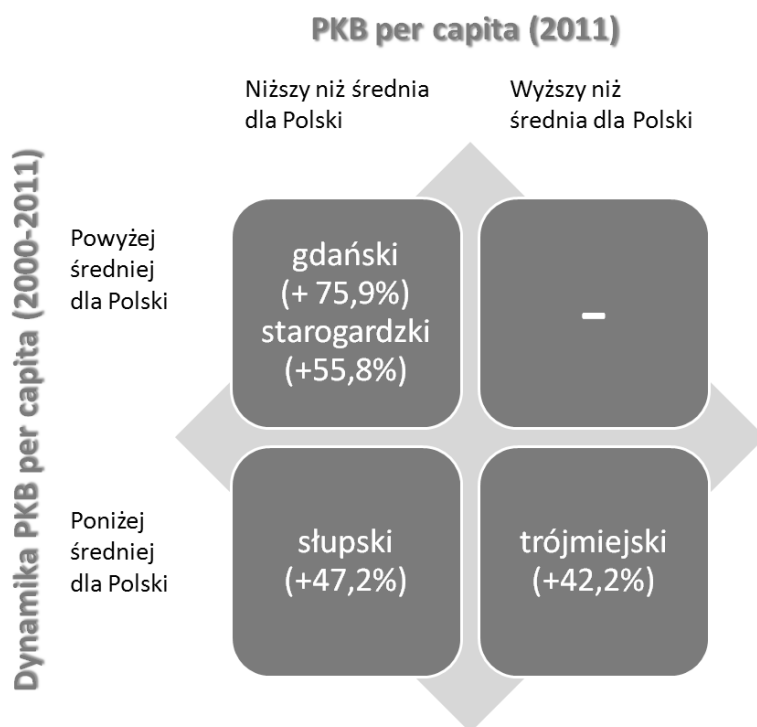 PKB per capita (2011)
Niższy niż średnia
dla Polski
Wyższy niż
średnia dla Polski
Dynamika PKB per capita (2000-2011)
Powyżej
średniej
dla Polski
gdański
(+ 75,9%)
starogardzki
(+55,8%)
–
Poniżej
średniej
dla Polski
słupski
(+47,2%)
trójmiejski
(+42,2%)